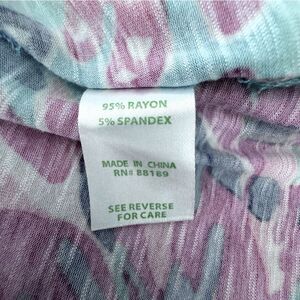 95% RAYON
5% SPANDEX
MADE IN CHINA
RN# 88189
SEE REVERSE
FOR CARE